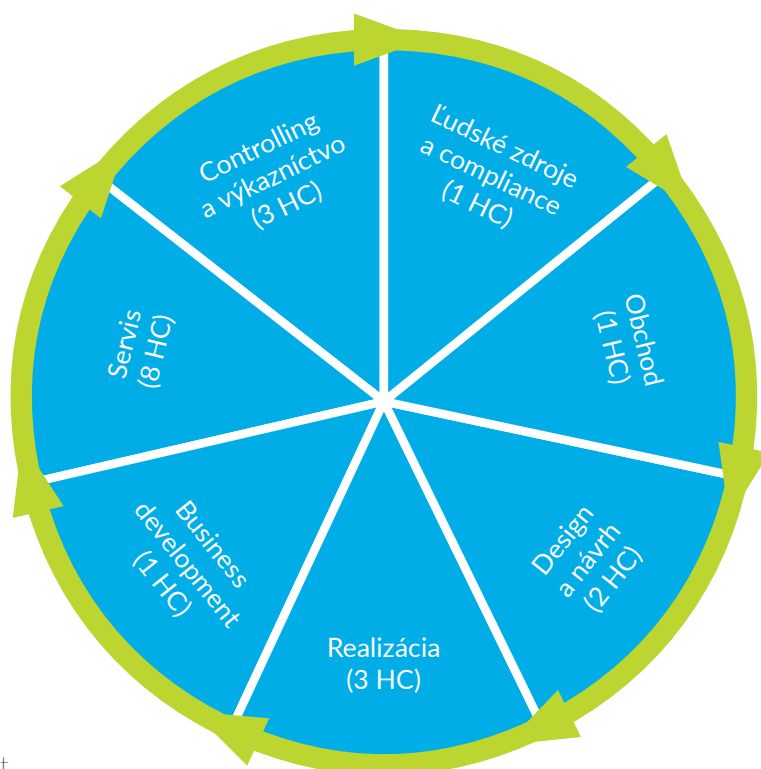 Ľudské zdroje
a compliance
(1 HC)
Obchod
(1 HC)
Design
a návrh
(2 HC)
Realizácia
(3 HC)
Business
development
(1 HC)
Servis
(8 HC)
Controlling
a výkazníctvo
(3 HC)